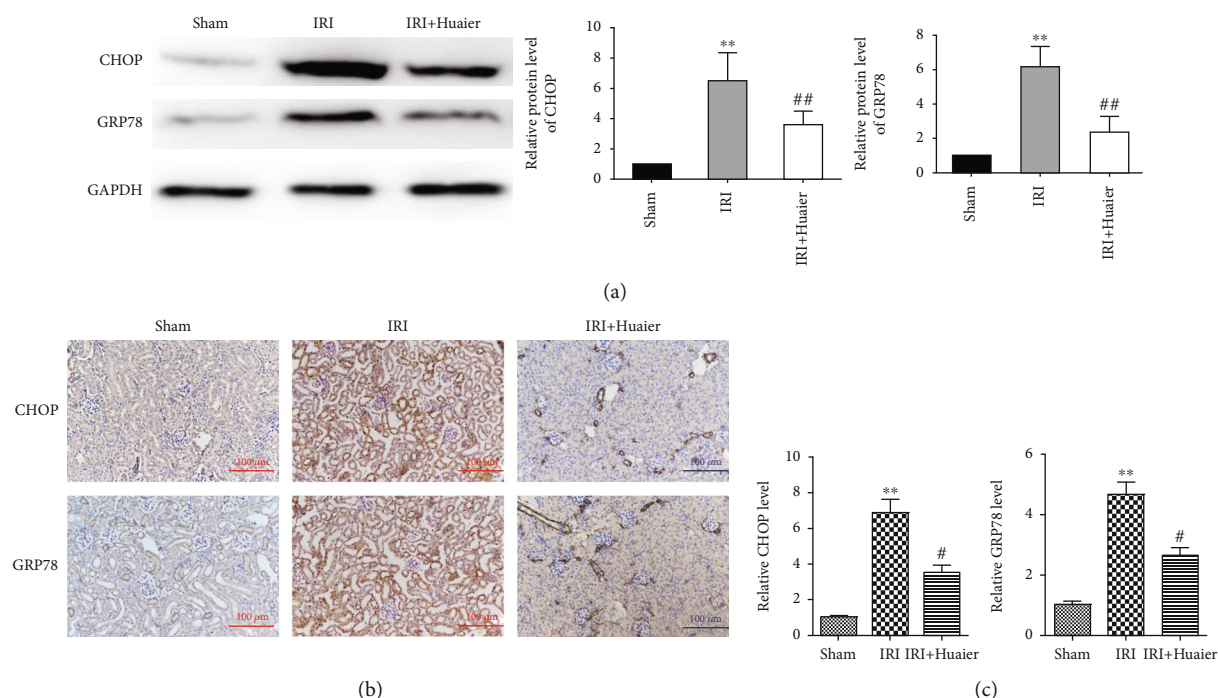 Sham IRI IRI+Huaier
CHOP
GRP78
GAPDH
Relative protein level
of CHOP
10
8
6
4
2
0
**
##
Sham
IRI
IRI+Huaier
Relative protein level
of GRP78
8
6
4
2
0
**
##
Sham
IRI
IRI+Huaier
(a)
Sham IRI IRI+Huaier
CHOP
100 μm 100 μm 100 μm
GRP78
100 μm 100 μm 100 μm
(b)
Relative CHOP level
10
8
6
4
2
0
**
#
Sham IRI IRI+Huaier
Relative GRP78 level
6
4
2
0
**
#
Sham IRI IRI+Huaier
(c)